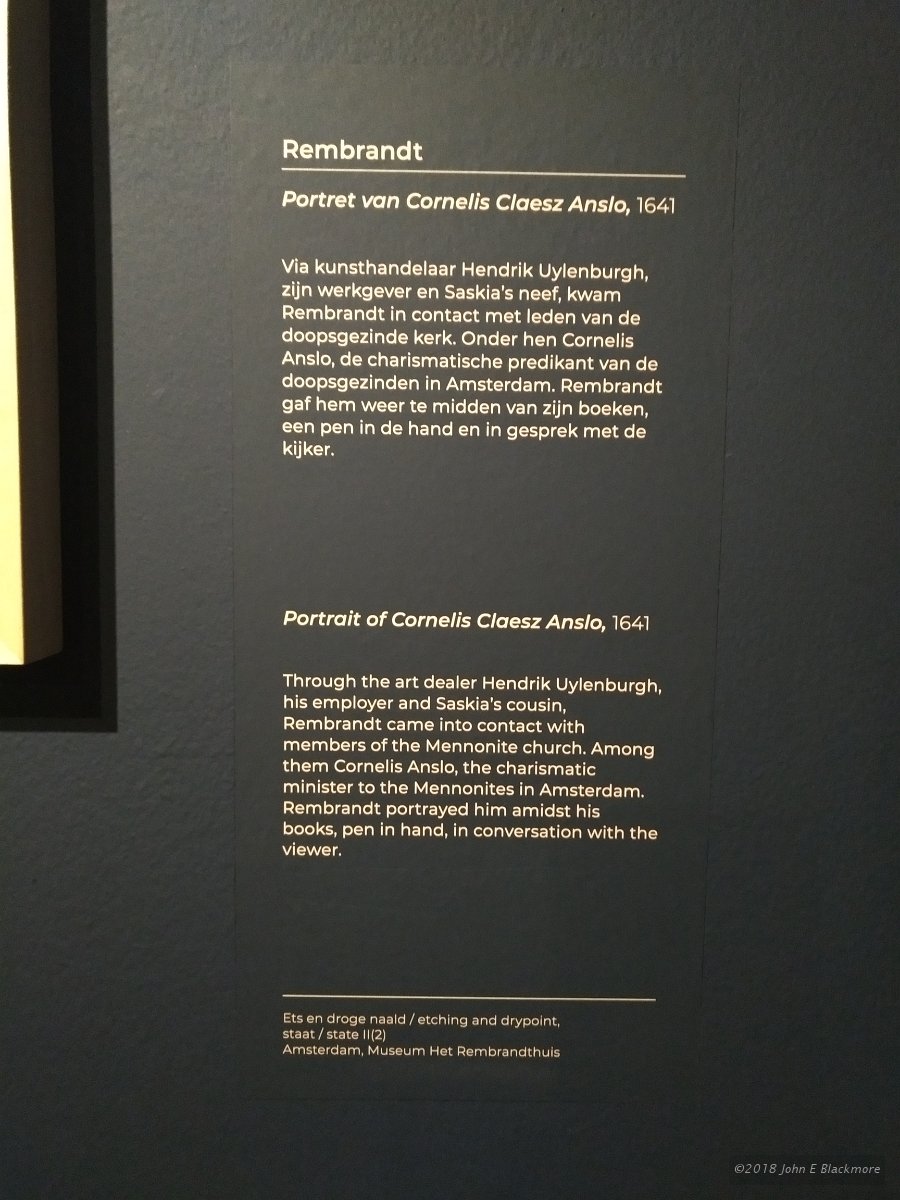 Rembrandt
Portret van Cornelis Claesz Anslo, 1641
Via kunsthandelaar Hendrik Uylenburgh,
zijn werkgever en Saskia's neef, kwam
Rembrandt in contact met leden van de
doopsgezinde kerk. Onder hen Cornelis
Anslo, de charismatische predikant van de
doopsgezinden in Amsterdam. Rembrandt
gaf hem weer te midden van zijn boeken,
een pen in de hand en in gesprek met de
kijker.
Portrait of Cornelis Claesz Anslo, 1641
Through the art dealer Hendrik Uylenburgh,
his employer and Saskia's cousin,
Rembrandt came into contact with
members of the Mennonite church. Among
them Cornelis Anslo, the charismatic
minister to the Mennonites in Amsterdam.
Rembrandt portrayed him amidst his
books, pen in hand, in conversation with the
viewer.
Ets en droge naald / etching and drypoint,
staat / state II(2)
Amsterdam, Museum Het Rembrandthuis
©2018 John E Blackmore